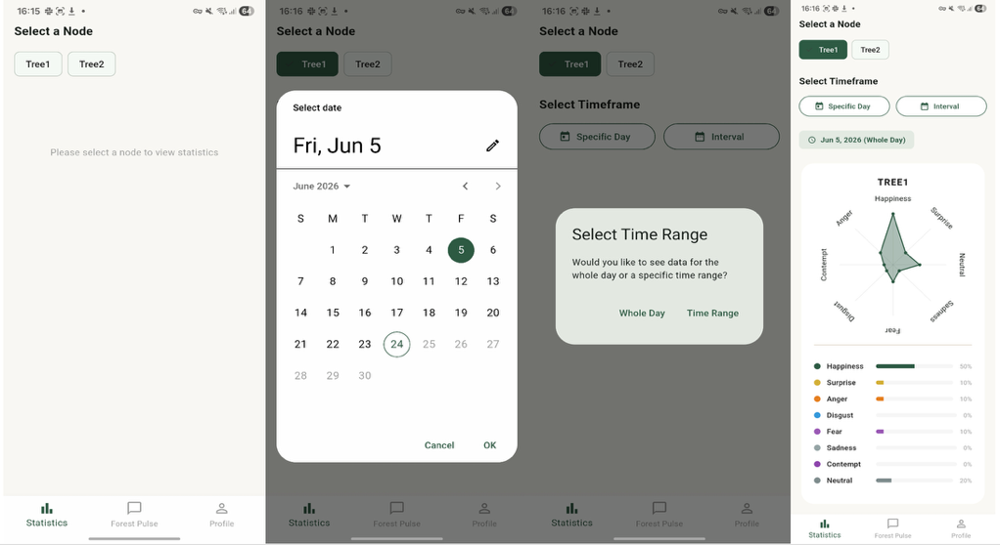 16:15
64
Select a Node
Tree1
Tree2
Please select a node to view statistics
Statistics
Forest Pulse
Profile
16:16
64
Select a Node
Tree1
Tree2
Select date
Fri, Jun 5
June 2026
S M T W T F S
1 2 3 4 5 6
7 8 9 10 11 12 13
14 15 16 17 18 19 20
21 22 23 24 25 26 27
28 29 30
Cancel
OK
Statistics
Forest Pulse
Profile
16:16
64
Select a Node
Tree1
Tree2
Select Timeframe
Specific Day
Interval
Select Time Range
Would you like to see data for the
whole day or a specific time range?
Whole Day
Time Range
Statistics
Forest Pulse
Profile
16:16
64
Select a Node
Tree1
Tree2
Select Timeframe
Specific Day
Interval
Jun 5, 2026 (Whole Day)
TREE1
Happiness
Surprise
Neutral
Sadness
Fear
Disgust
Contempt
Anger
Happiness 50%
Surprise 10%
Anger 10%
Disgust 0%
Fear 10%
Sadness 0%
Contempt 0%
Neutral 20%
Statistics
Forest Pulse
Profile